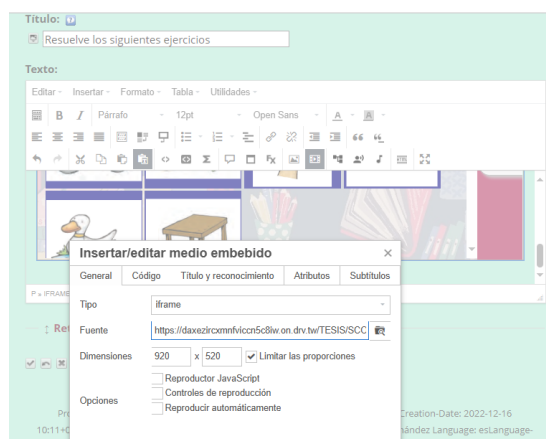 Título:
Resuelve los siguientes ejercicios
Texto:
Editar Insertar Formato Tabla Utilidades
B I Párrafo 12pt Open Sans A A
Insertar/editar medio embebido ×
General Código Título y reconocimiento Atributos Subtítulos
P » IFRAME
Tipo iframe
Fuente https://daxezircxmnfviccn5c8iw.on.drv.tw/TESIS/SCO
Dimensiones 920 x 520 Limitar las proporciones
Reproductor JavaScript
Opciones Controles de reproducción
Reproducir automáticamente
Creation-Date: 2022-12-16
10:11+0 nández Language: esLanguage-